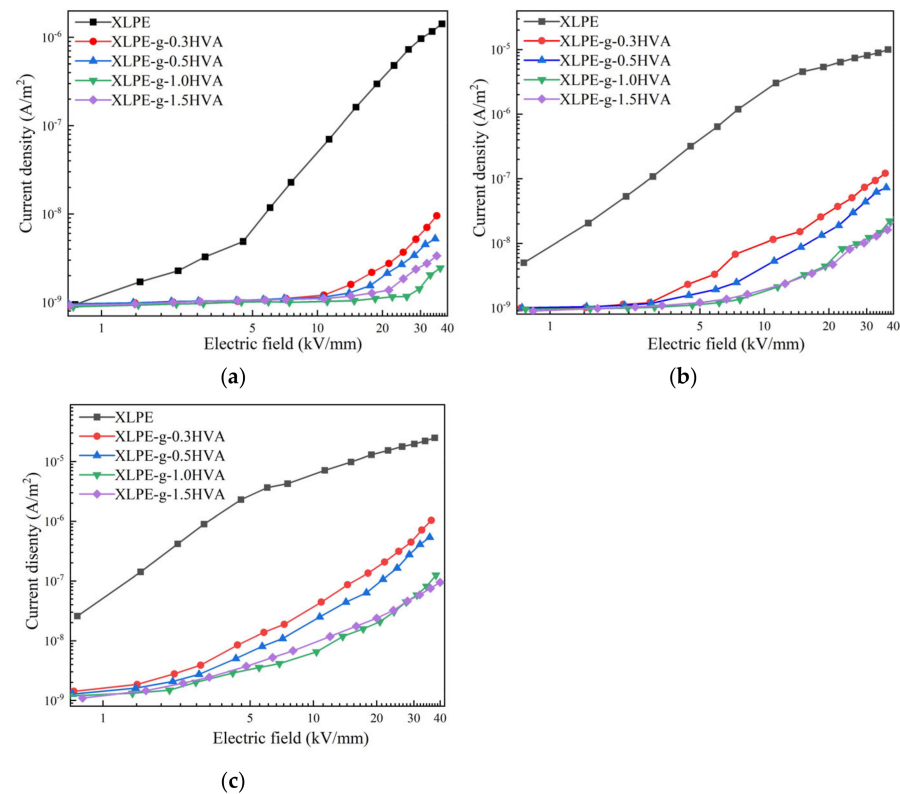 XLPE
XLPE-g-0.3HVA
XLPE-g-0.5HVA
XLPE-g-1.0HVA
XLPE-g-1.5HVA
Current density (A/m²)
10⁻⁶
10⁻⁷
10⁻⁸
10⁻⁹
1 5 10 20 30 40
Electric field (kV/mm)
(a)
XLPE
XLPE-g-0.3HVA
XLPE-g-0.5HVA
XLPE-g-1.0HVA
XLPE-g-1.5HVA
Current density (A/m²)
10⁻⁵
10⁻⁶
10⁻⁷
10⁻⁸
10⁻⁹
1 5 10 20 30 40
Electric field (kV/mm)
(b)
XLPE
XLPE-g-0.3HVA
XLPE-g-0.5HVA
XLPE-g-1.0HVA
XLPE-g-1.5HVA
Current disenty (A/m²)
10⁻⁵
10⁻⁶
10⁻⁷
10⁻⁸
10⁻⁹
1 5 10 20 30 40
Electric field (kV/mm)
(c)